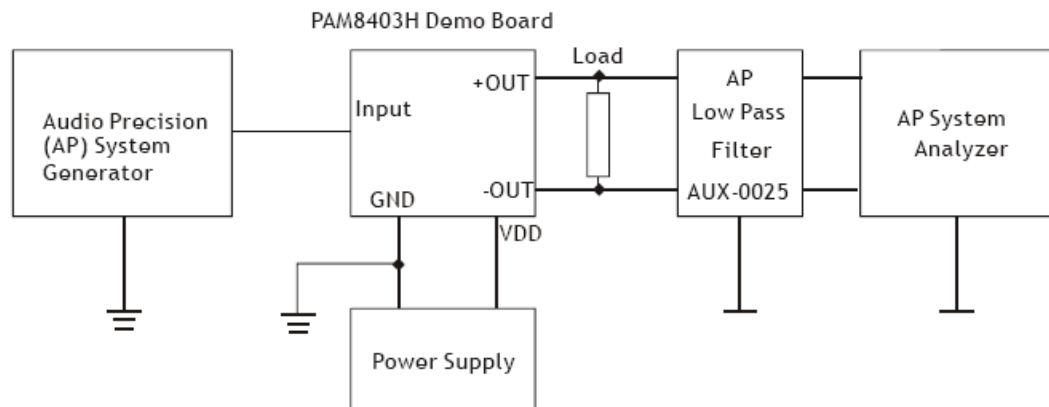 PAM8403H Demo Board
Audio Precision
(AP) System
Generator
Input
+OUT
-OUT
GND
VDD
Load
AP
Low Pass
Filter
AUX-0025
AP System
Analyzer
Power Supply